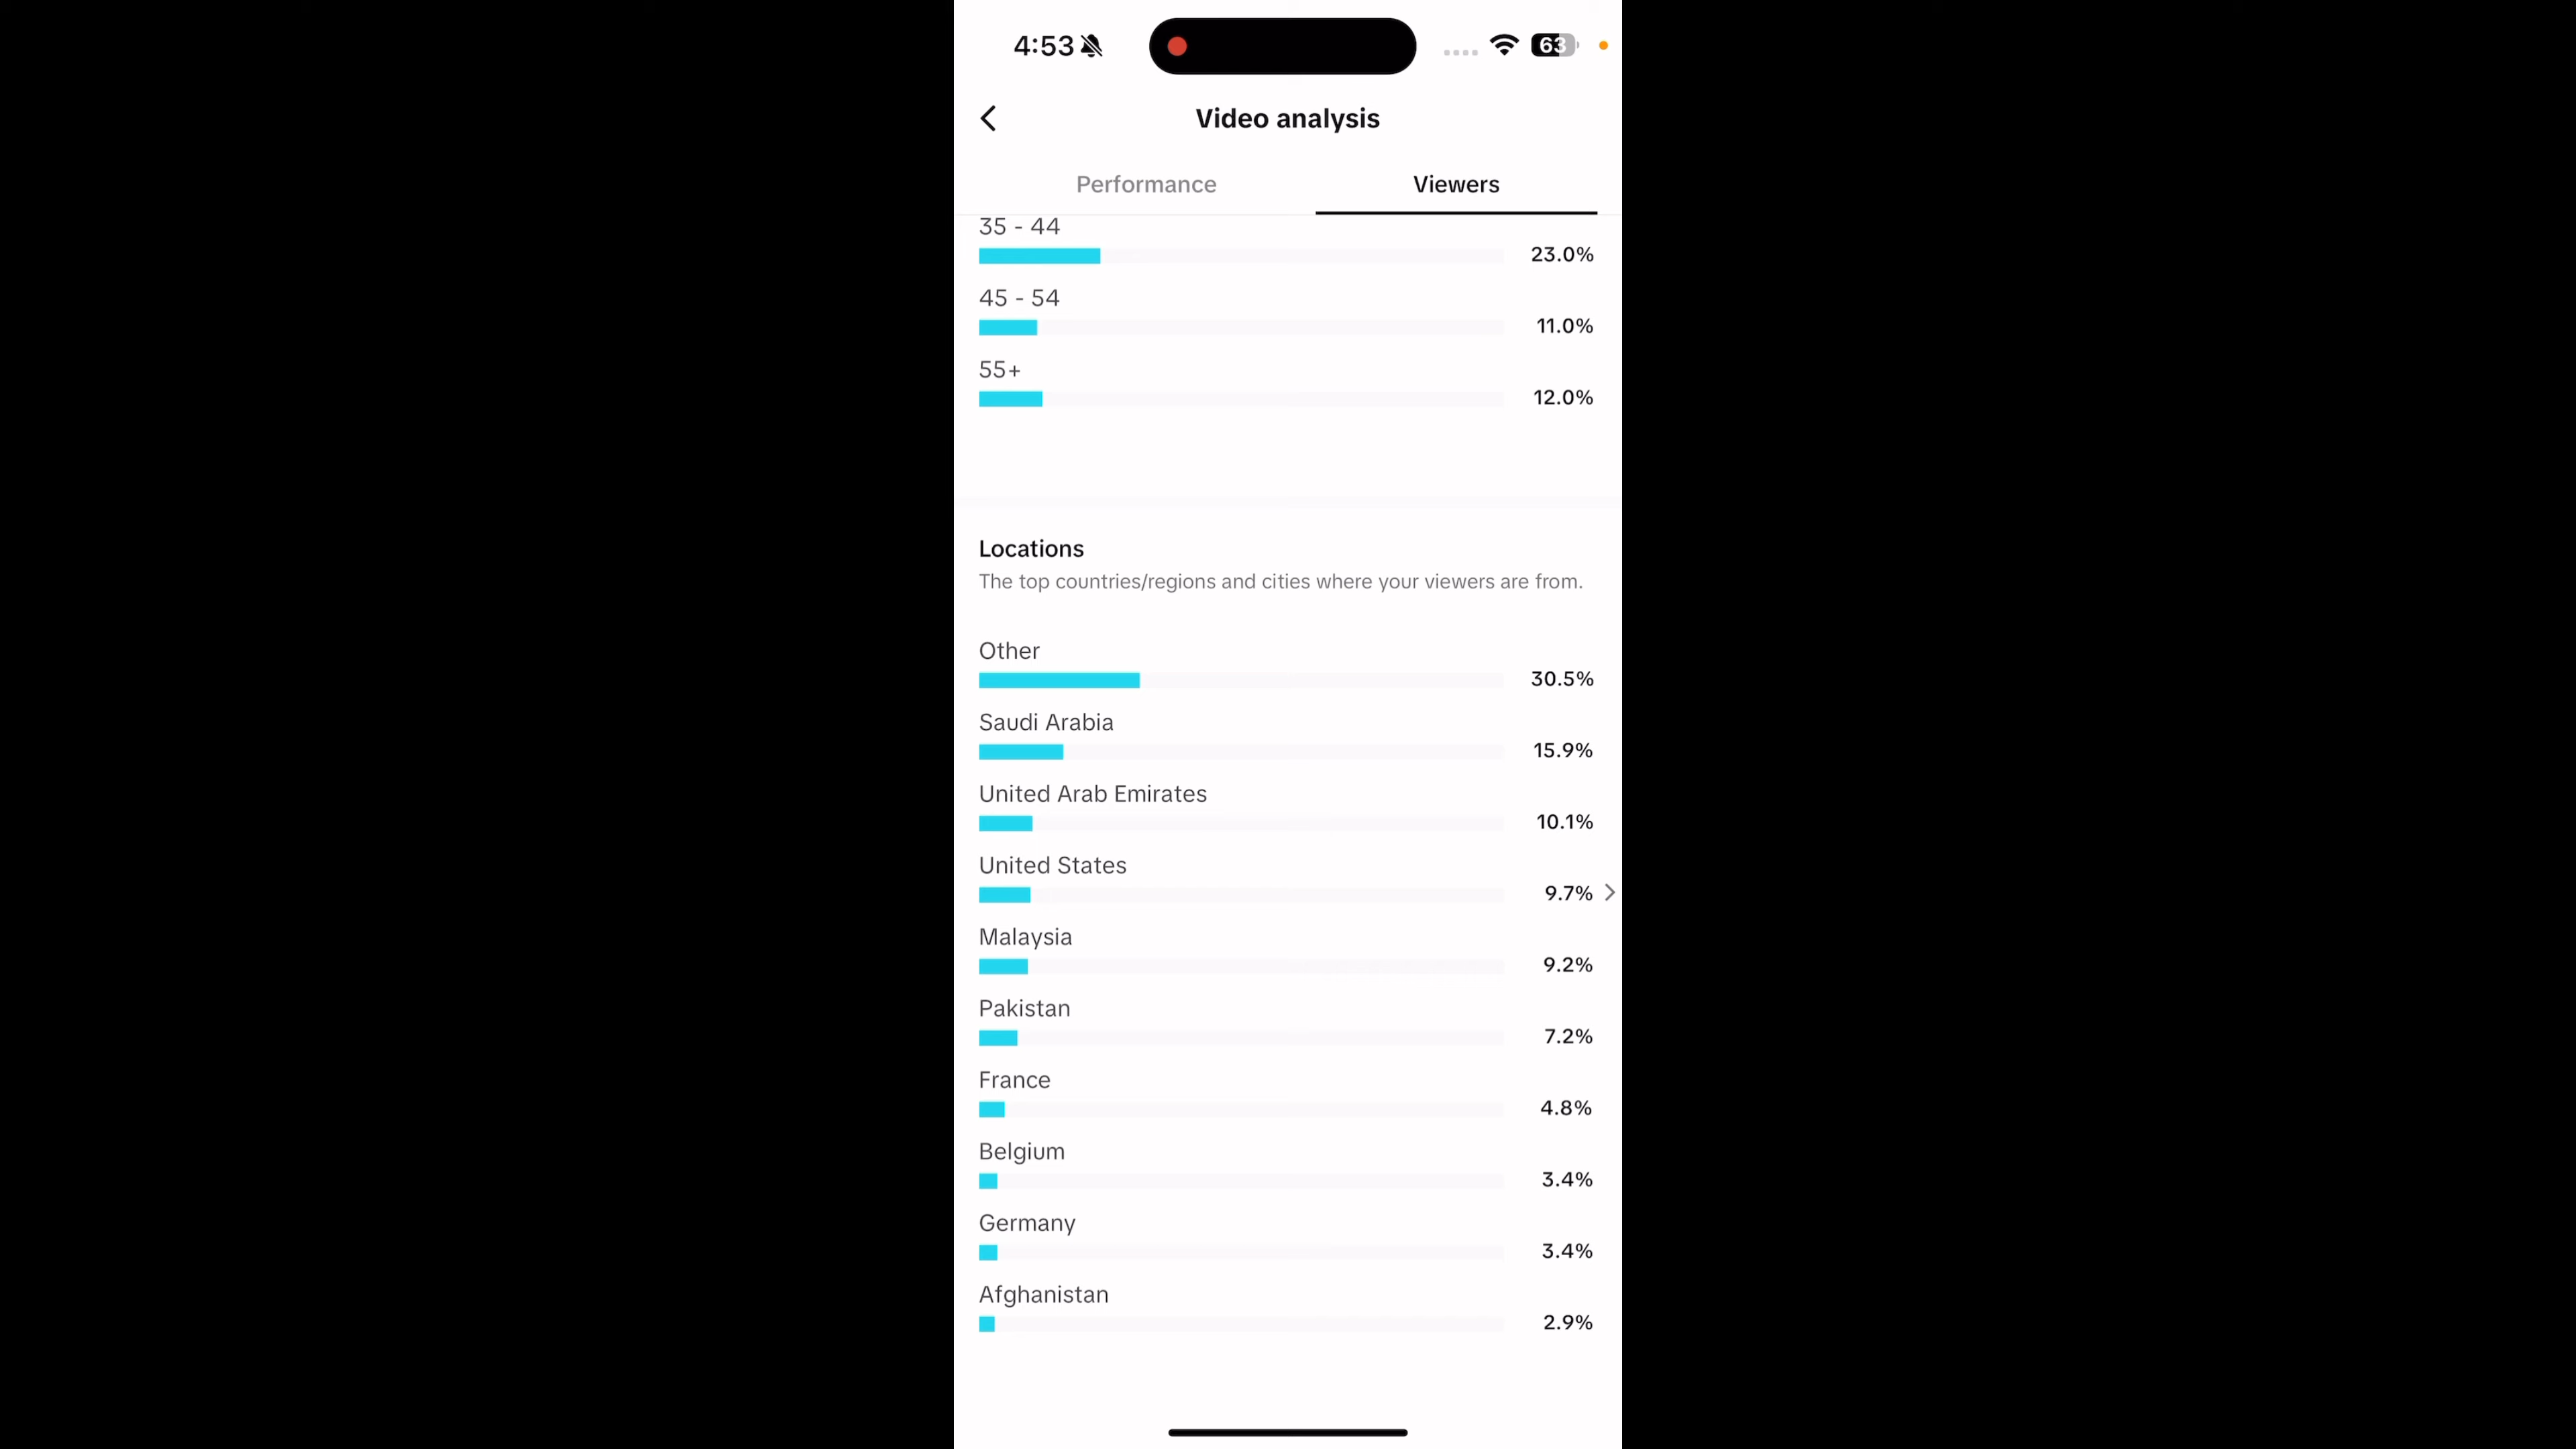 4:53
63
Video analysis
Performance
Viewers
35 - 44
23.0%
45 - 54
11.0%
55+
12.0%
Locations
The top countries/regions and cities where your viewers are from.
Other
30.5%
Saudi Arabia
15.9%
United Arab Emirates
10.1%
United States
9.7%
Malaysia
9.2%
Pakistan
7.2%
France
4.8%
Belgium
3.4%
Germany
3.4%
Afghanistan
2.9%